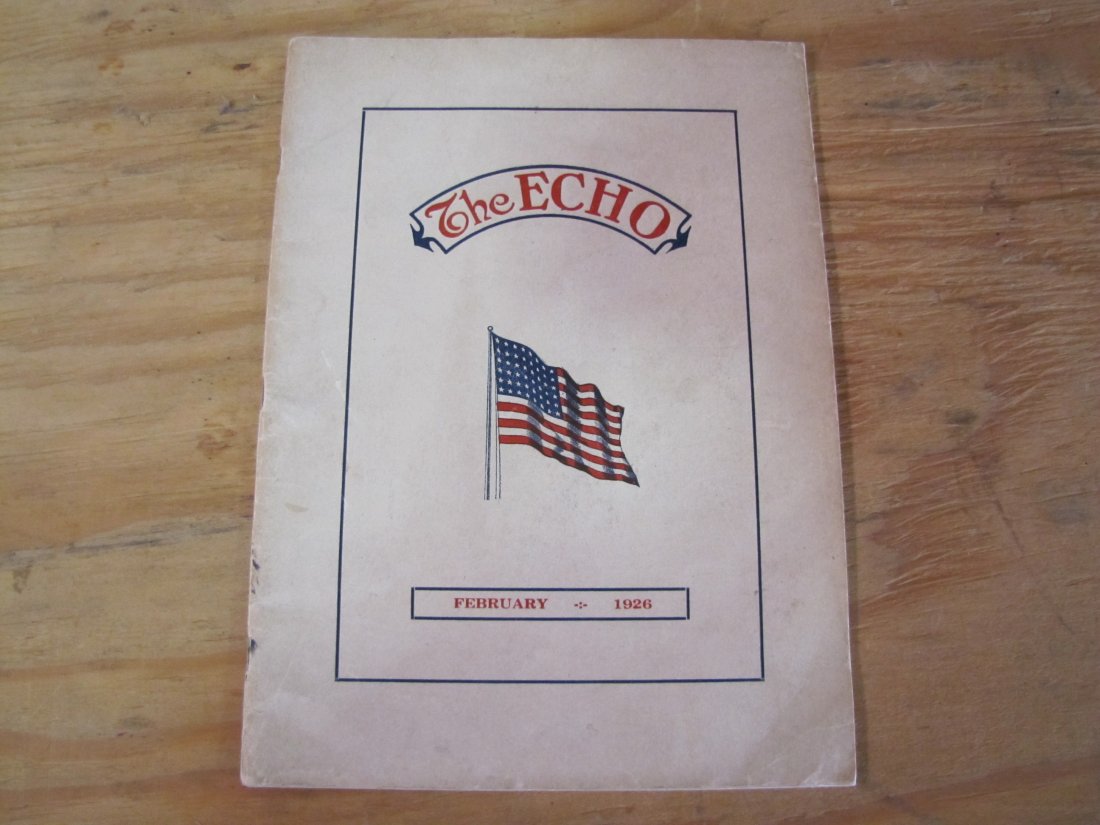 The ECHO
FEBRUARY -:- 1926